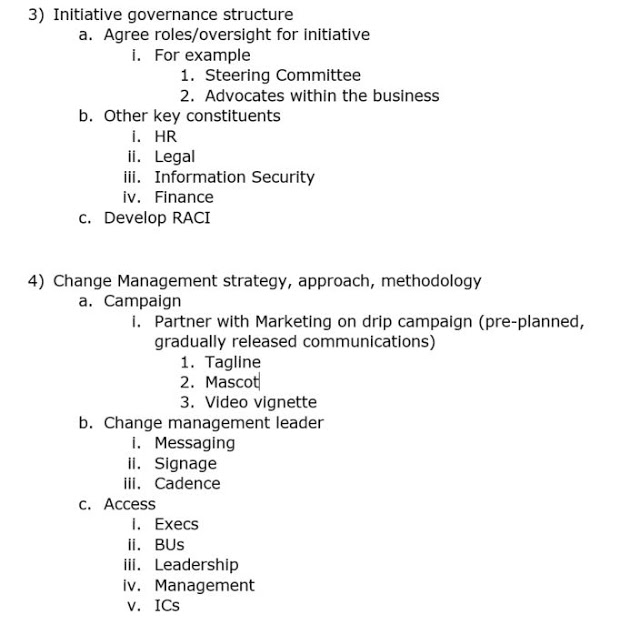 3) Initiative governance structure
a. Agree roles/oversight for initiative
i. For example
1. Steering Committee
2. Advocates within the business
b. Other key constituents
i. HR
ii. Legal
iii. Information Security
iv. Finance
c. Develop RACI
4) Change Management strategy, approach, methodology
a. Campaign
i. Partner with Marketing on drip campaign (pre-planned,
gradually released communications)
1. Tagline
2. Mascot
3. Video vignette
b. Change management leader
i. Messaging
ii. Signage
iii. Cadence
c. Access
i. Execs
ii. BUs
iii. Leadership
iv. Management
v. ICs